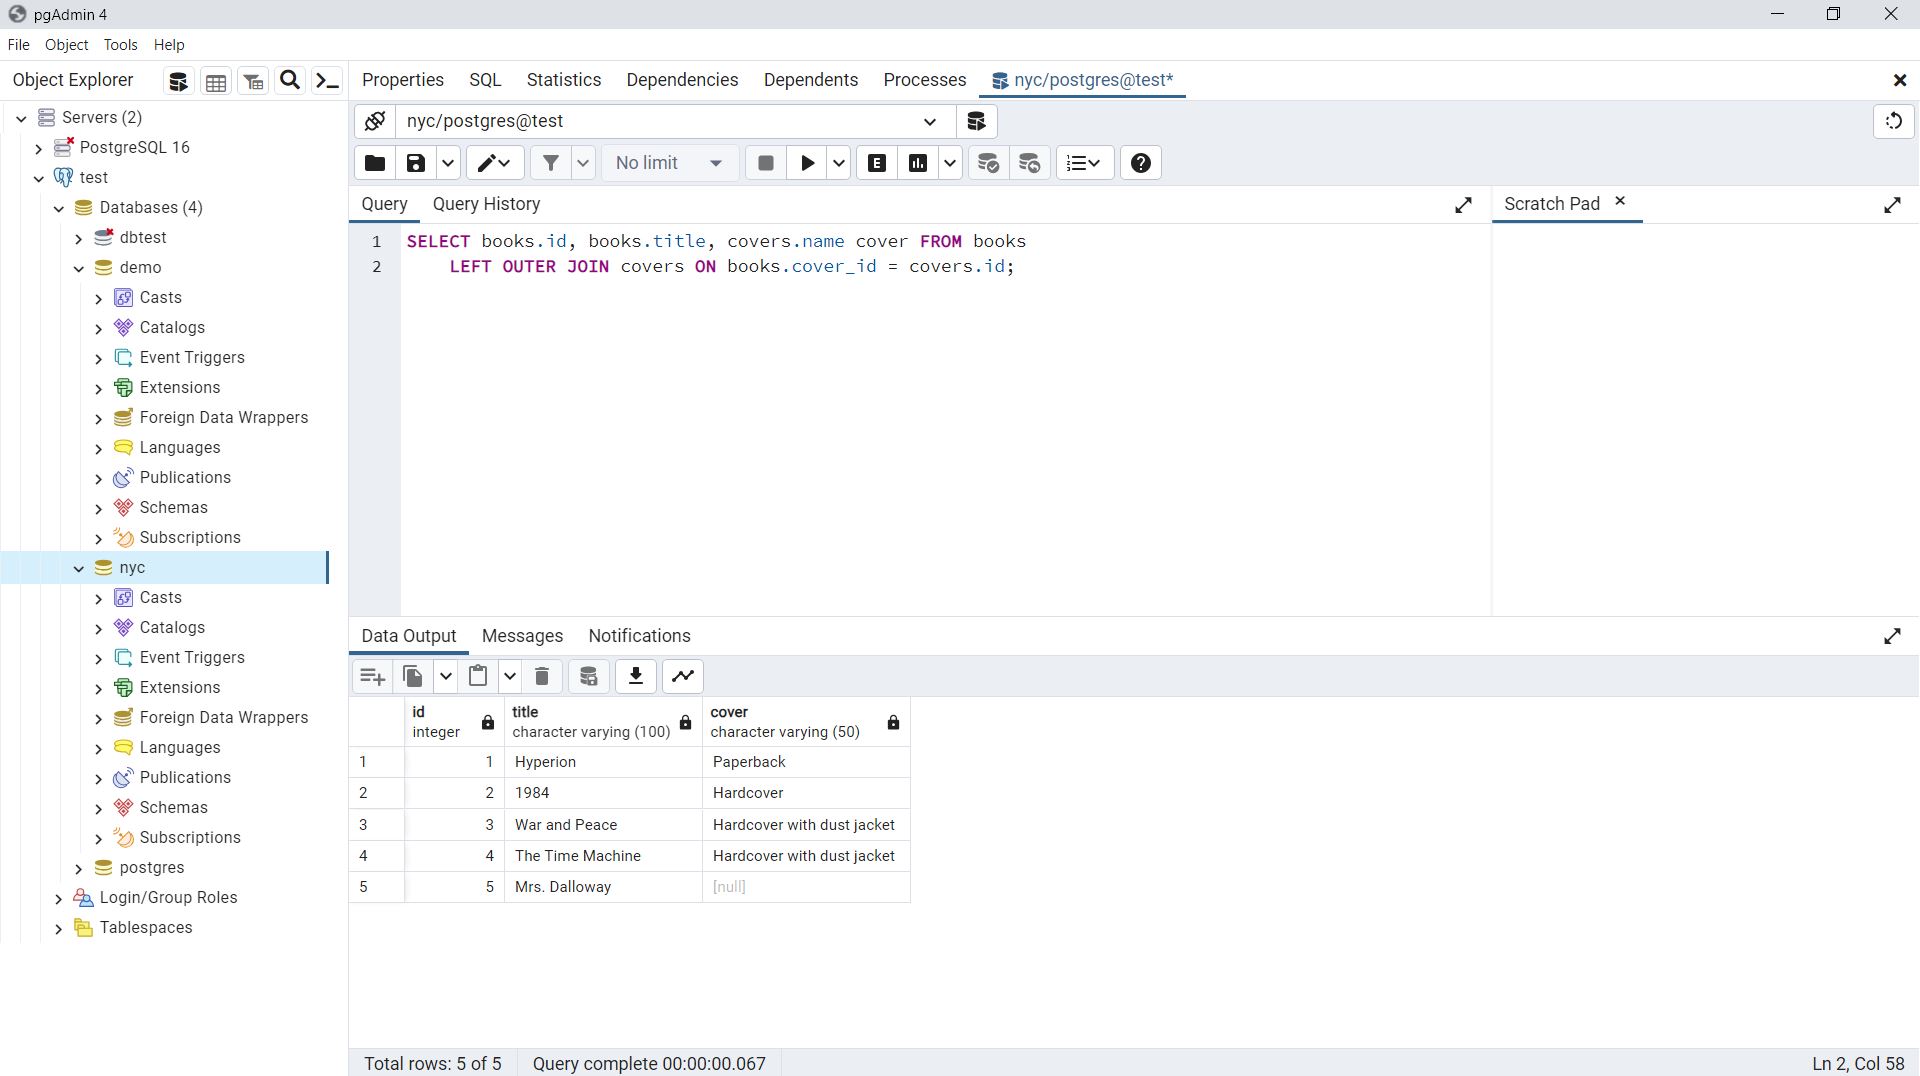 pgAdmin 4
File Object Tools Help
Object Explorer
Servers (2)
PostgreSQL 16
test
Databases (4)
dbtest
demo
Casts
Catalogs
Event Triggers
Extensions
Foreign Data Wrappers
Languages
Publications
Schemas
Subscriptions
nyc
Casts
Catalogs
Event Triggers
Extensions
Foreign Data Wrappers
Languages
Publications
Schemas
Subscriptions
postgres
Login/Group Roles
Tablespaces
Properties SQL Statistics Dependencies Dependents Processes nyc/postgres@test*
nyc/postgres@test
No limit
E
Query Query History
Scratch Pad
1 SELECT books.id, books.title, covers.name cover FROM books
2 LEFT OUTER JOIN covers ON books.cover_id = covers.id;
Data Output Messages Notifications
id title cover
integer character varying (100) character varying (50)
1 1 Hyperion Paperback
2 2 1984 Hardcover
3 3 War and Peace Hardcover with dust jacket
4 4 The Time Machine Hardcover with dust jacket
5 5 Mrs. Dalloway [null]
Total rows: 5 of 5 Query complete 00:00:00.067 Ln 2, Col 58